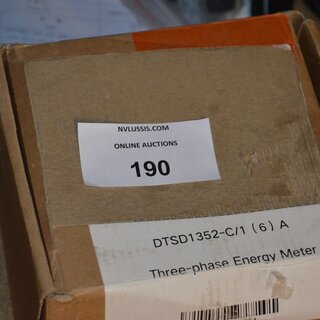 NVLUSSIS.COM
ONLINE AUCTIONS
190
DTSD1352-C/1 (6) A
Three-phase Energy Meter